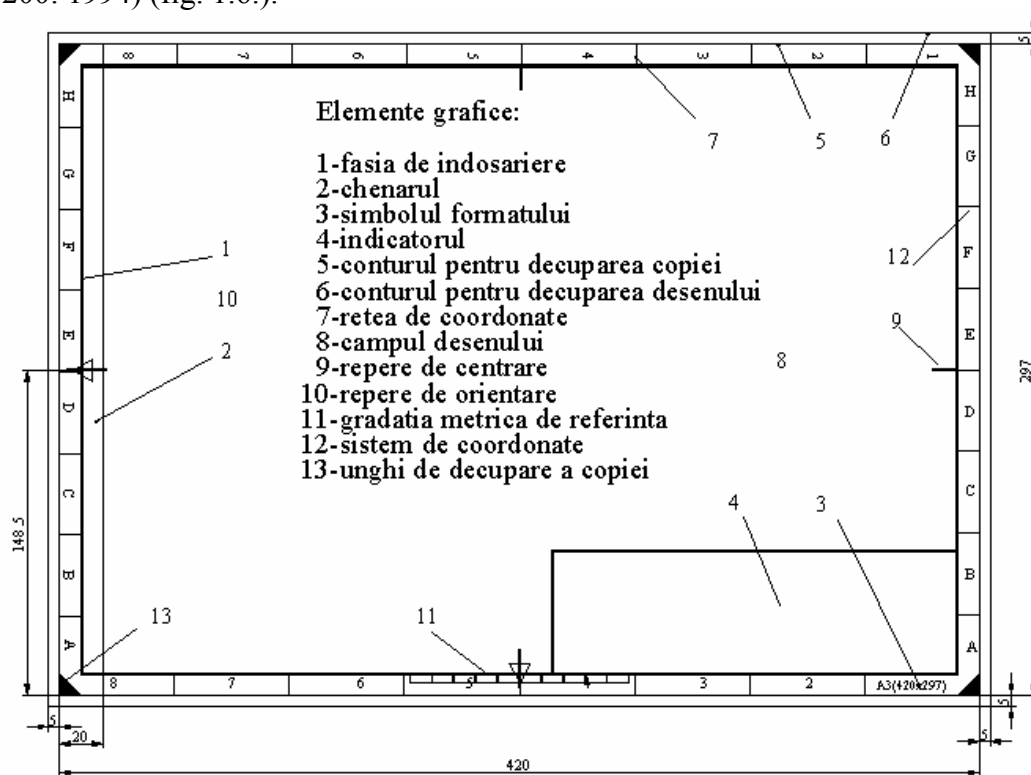 200: 1994) (fig. 1.6.).
8 7 6 5 4 3 2 1
5
H
G
F
E
D
C
B
A
H
G
F
E
D
C
B
A
7
5
6
Elemente grafice:
1-fasia de indosariere
2-chenarul
3-simbolul formatului
4-indicatorul
5-conturul pentru decuparea copiei
6-conturul pentru decuparea desenului
7-retea de coordonate
8-campul desenului
9-repere de centrare
10-repere de orientare
11-gradatia metrica de referinta
12-sistem de coordonate
13-unghi de decupare a copiei
1
10
2
12
9
8
297
148.5
4
3
13
11
8 7 6 5 4 3 2 A3(420x297)
5
20
5
5
420